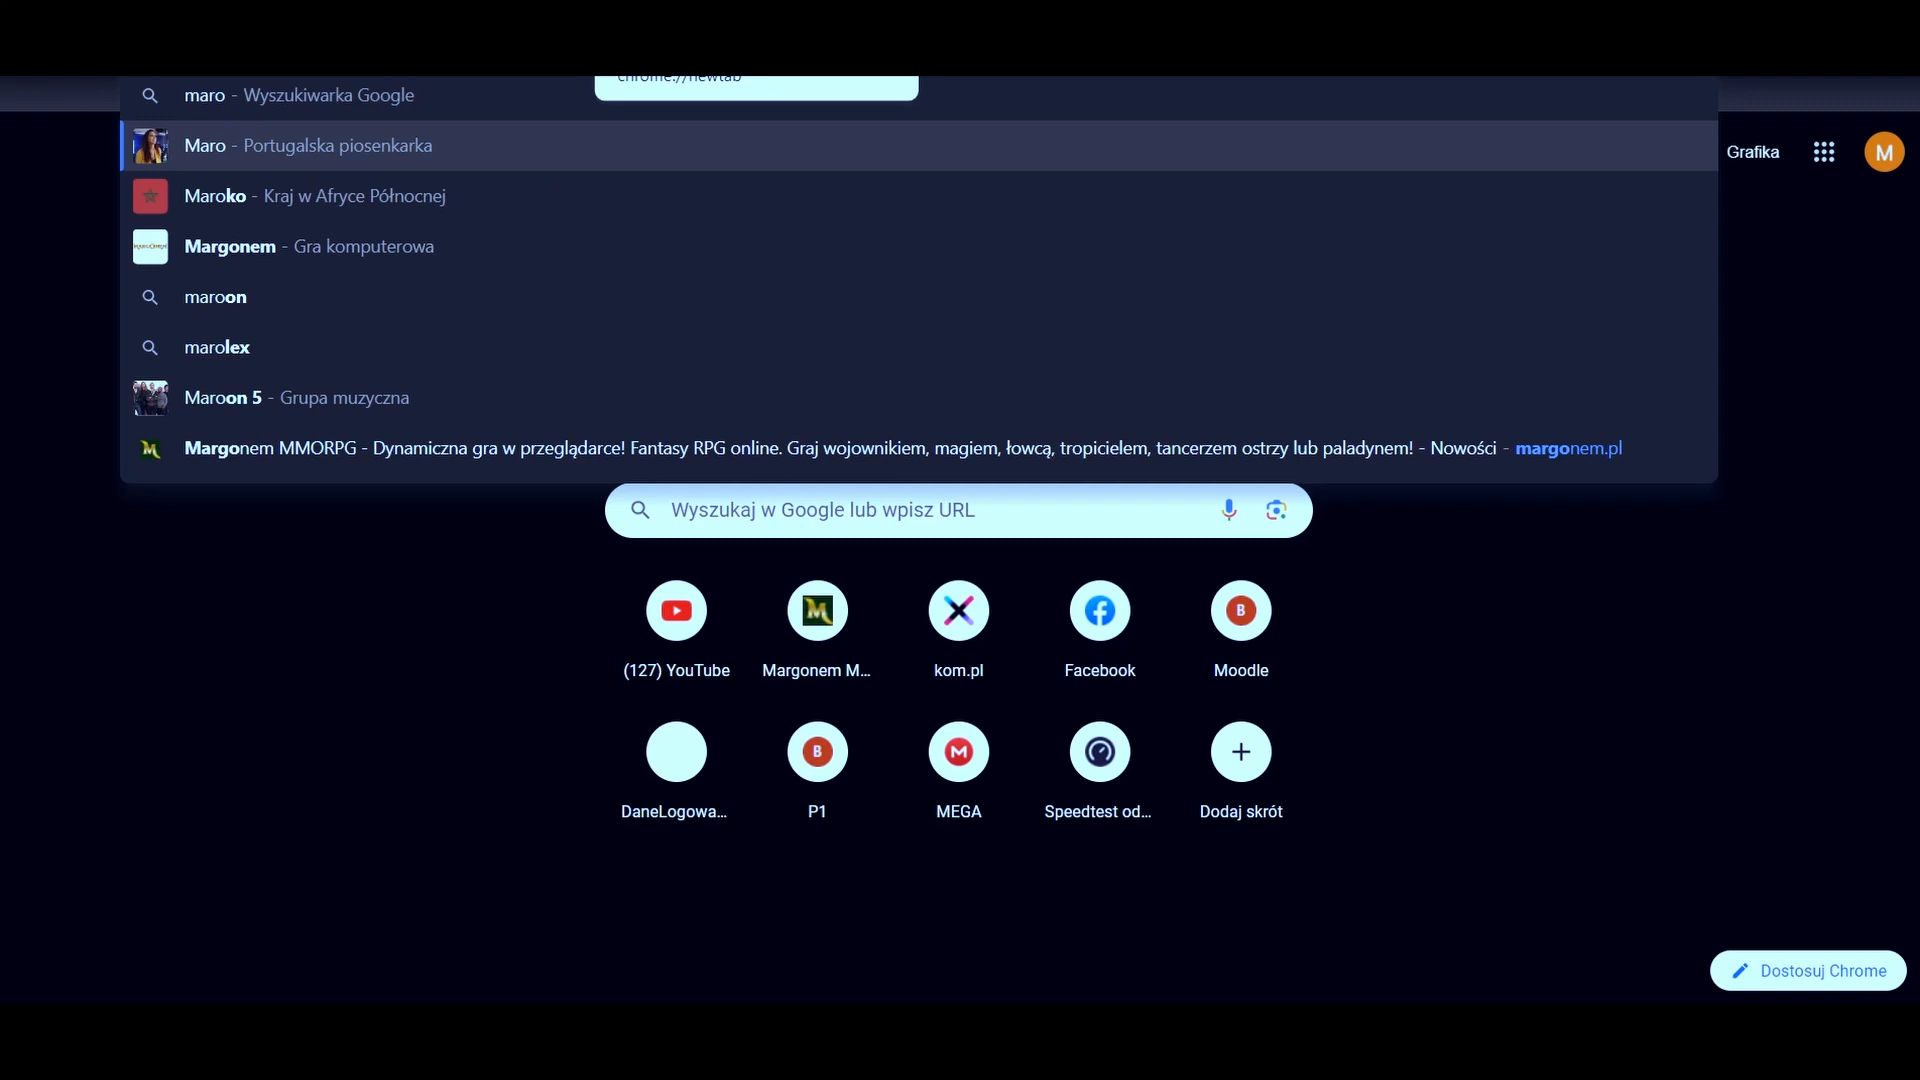 chrome://newtab
maro - Wyszukiwarka Google
Maro - Portugalska piosenkarka
Grafika
M
Maroko - Kraj w Afryce Północnej
Margonem - Gra komputerowa
maroon
marolex
Maroon 5 - Grupa muzyczna
M Margonem MMORPG - Dynamiczna gra w przeglądarce! Fantasy RPG online. Graj wojownikiem, magiem, łowcą, tropicielem, tancerzem ostrzy lub paladynem! - Nowości - margonem.pl
Wyszukaj w Google lub wpisz URL
M B
(127) YouTube Margonem M... kom.pl Facebook Moodle
B M
DaneLogowa... P1 MEGA Speedtest od... Dodaj skrót
Dostosuj Chrome